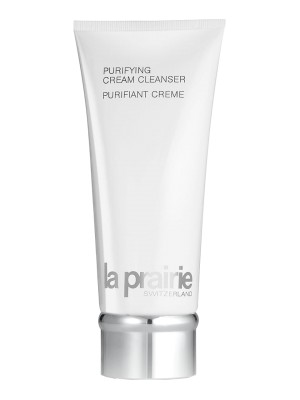 PURIFYING
CREAM CLEANSER
PURIFIANT CREME
la prairie
SWITZERLAND